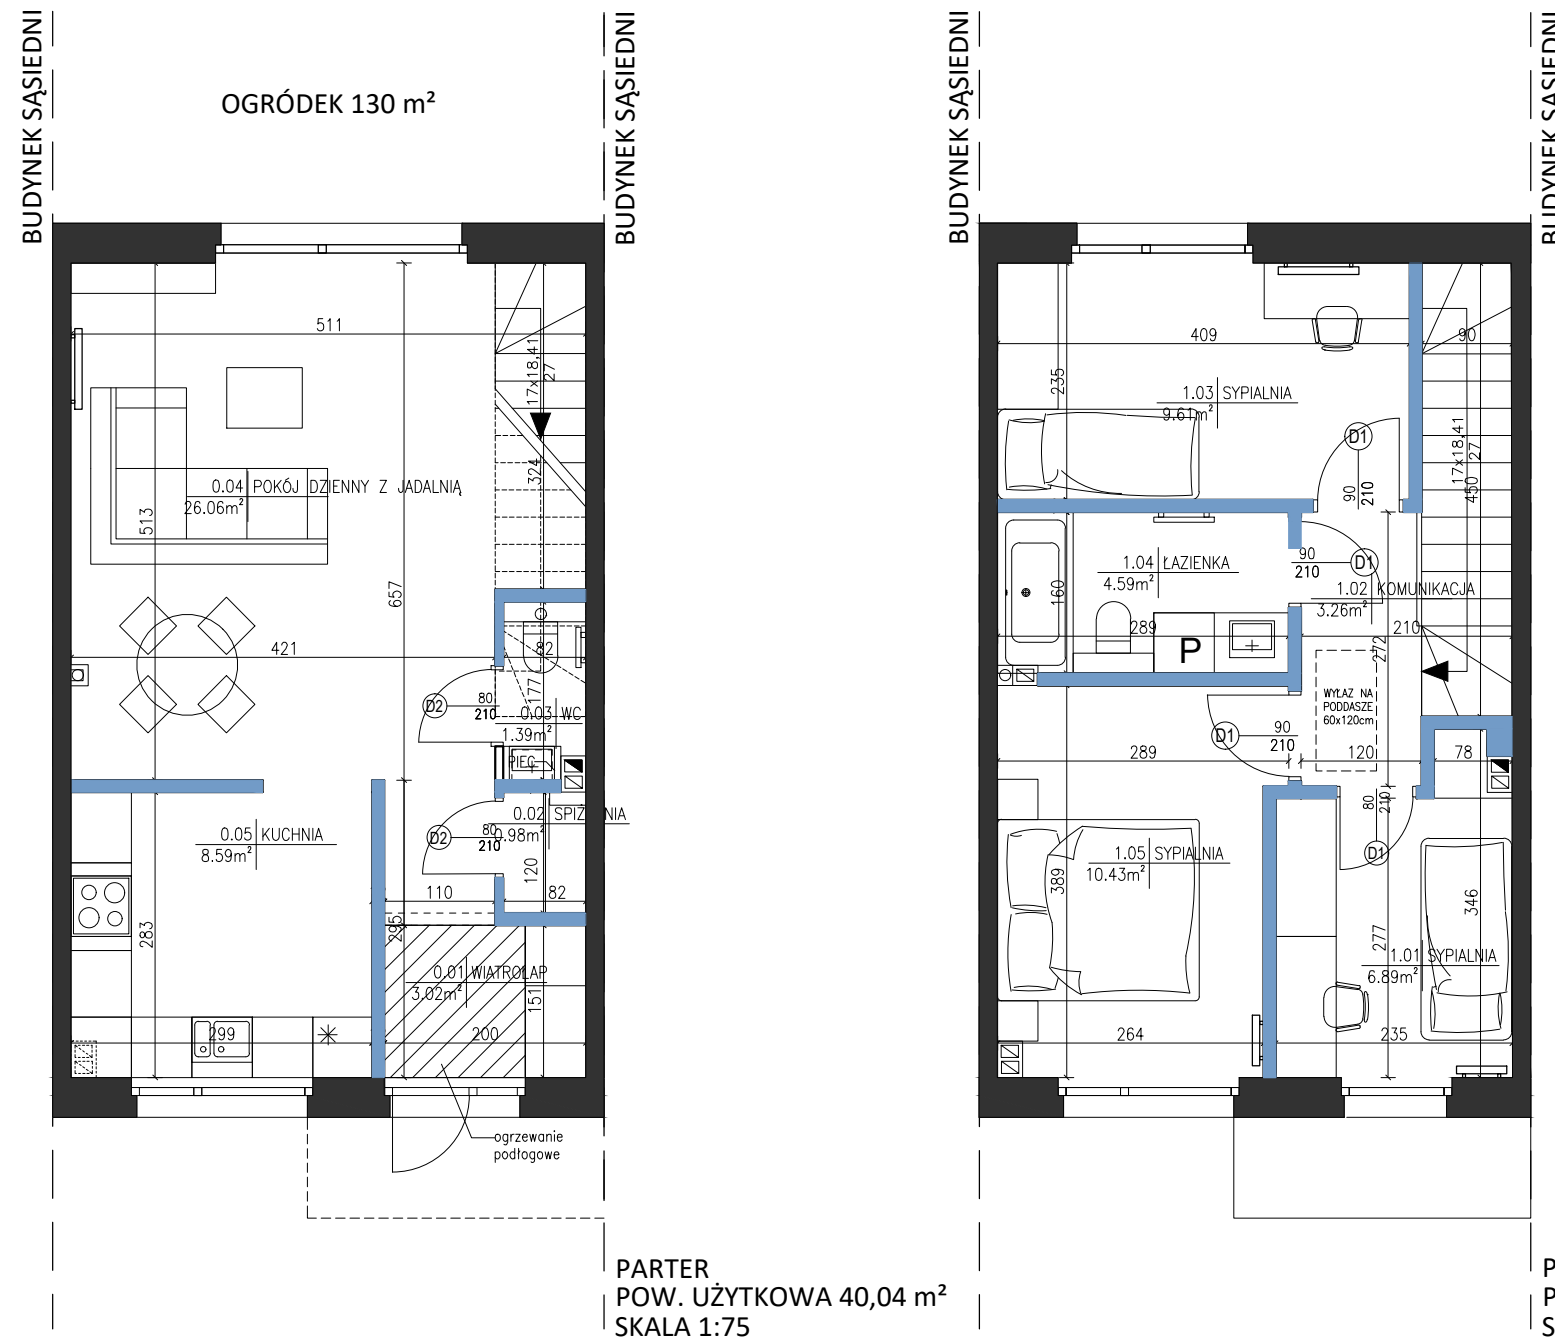 BUDYNEK SĄSIEDNI
OGRÓDEK 130 m²
BUDYNEK SĄSIEDNI
511
17x18,41
27
324
0.04 POKÓJ DZIENNY Z JADALNIĄ
26.06m²
513
657
421
82
177
D2
80
210
0.03 WC
1.39m²
PIEC
0.02
0.98m²
D2
80
210
0.05 KUCHNIA
8.59m²
120
110
82
283
295
0.01 WIATROŁAP
3.02m²
151
299
200
ogrzewanie
podłogowe
PARTER
POW. UŻYTKOWA 40,04 m²
SKALA 1:75
BUDYNEK SĄSIEDNI
BUDYNEK SĄSIEDNI
409
90
235
1.03 SYPIALNIA
9.61m²
D1
90
210
17x18,41
27
450
1.04 ŁAZIENKA
4.59m²
160
90
210
D1
1.02 KOMUNIKACJA
3.26m²
289
P
210
272
WYŁAZ NA
PODDASZE
60x120cm
D1
90
210
289
120
78
80
210
D1
1.05 SYPIALNIA
10.43m²
389
346
277
1.01 SYPIALNIA
6.89m²
264
235
P
P
S